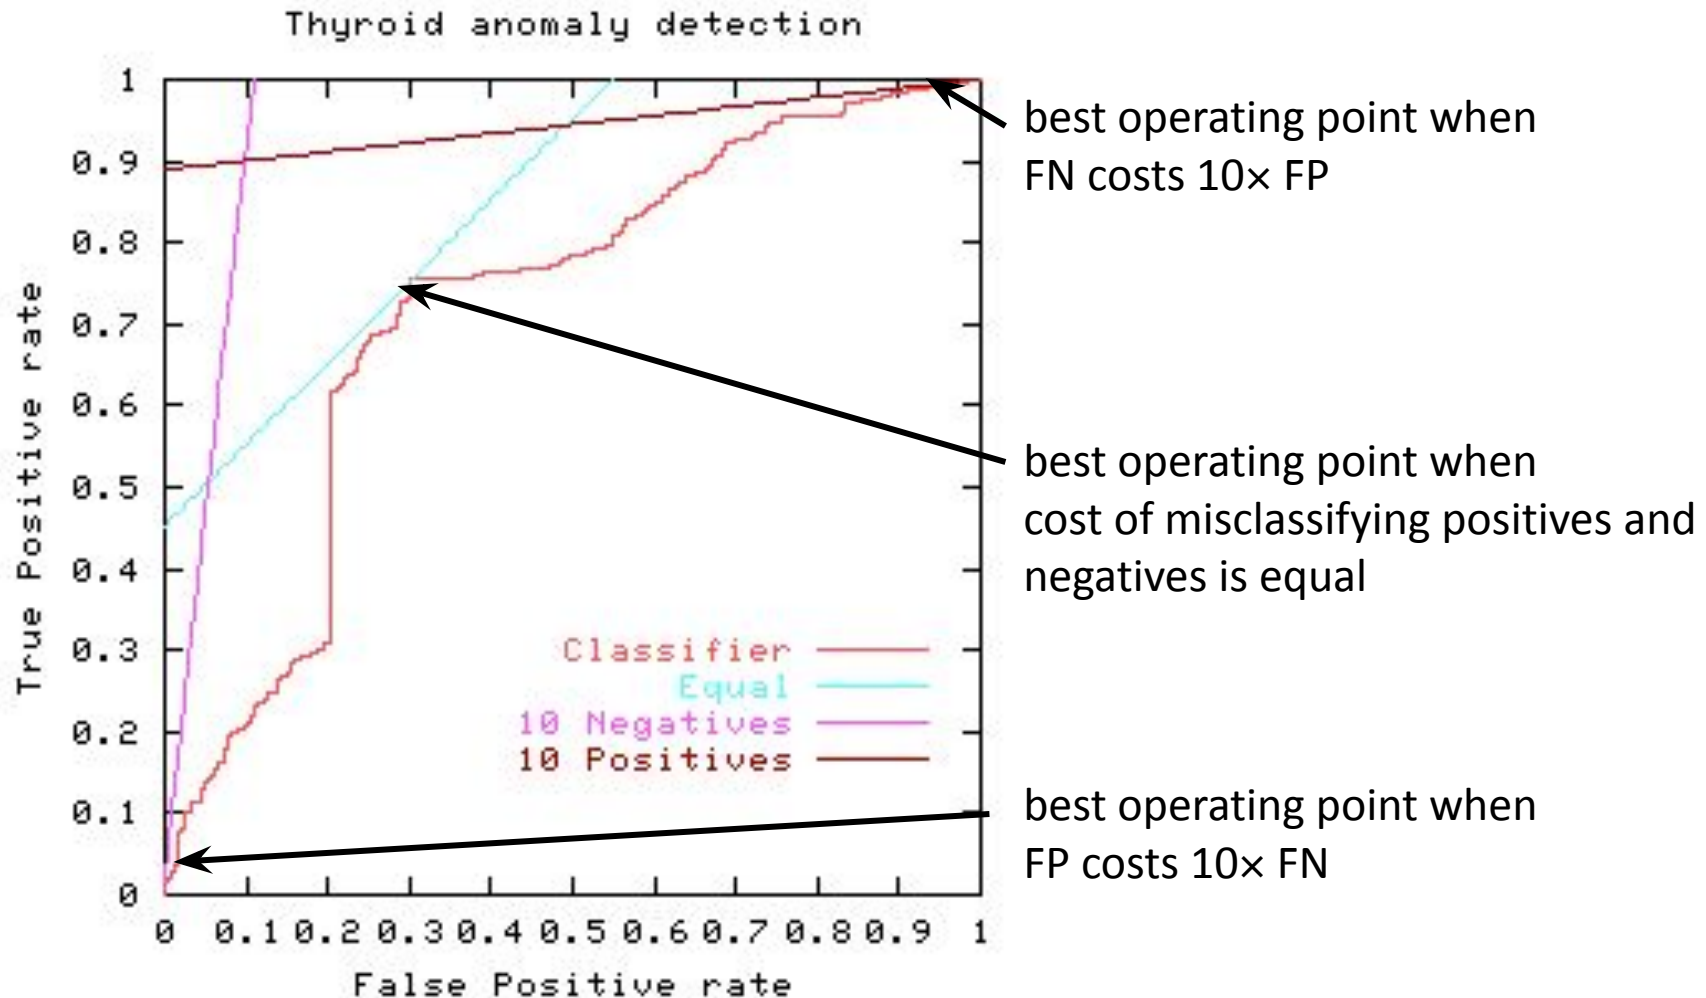 Thyroid anomaly detection
True Positive rate
1
0.9
0.8
0.7
0.6
0.5
0.4
0.3
0.2
0.1
0
0 0.1 0.2 0.3 0.4 0.5 0.6 0.7 0.8 0.9 1
False Positive rate
Classifier
Equal
10 Negatives
10 Positives
best operating point when
FN costs 10× FP
best operating point when
cost of misclassifying positives and
negatives is equal
best operating point when
FP costs 10× FN